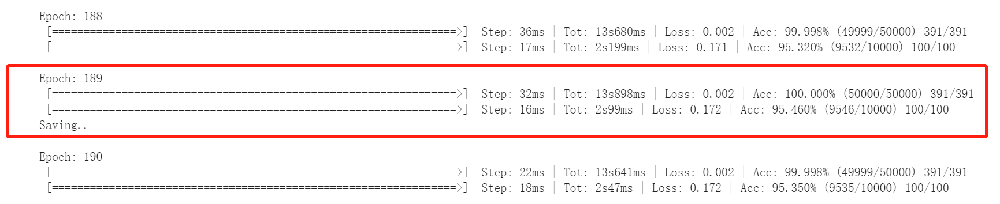 Epoch: 188
[================================================================>] Step: 36ms | Tot: 13s680ms | Loss: 0.002 | Acc: 99.998% (49999/50000) 391/391
[================================================================>] Step: 17ms | Tot: 2s199ms | Loss: 0.171 | Acc: 95.320% (9532/10000) 100/100
Epoch: 189
[================================================================>] Step: 32ms | Tot: 13s898ms | Loss: 0.002 | Acc: 100.000% (50000/50000) 391/391
[================================================================>] Step: 16ms | Tot: 2s99ms | Loss: 0.172 | Acc: 95.460% (9546/10000) 100/100
Saving..
Epoch: 190
[================================================================>] Step: 22ms | Tot: 13s641ms | Loss: 0.002 | Acc: 99.998% (49999/50000) 391/391
[================================================================>] Step: 18ms | Tot: 2s47ms | Loss: 0.172 | Acc: 95.350% (9535/10000) 100/100